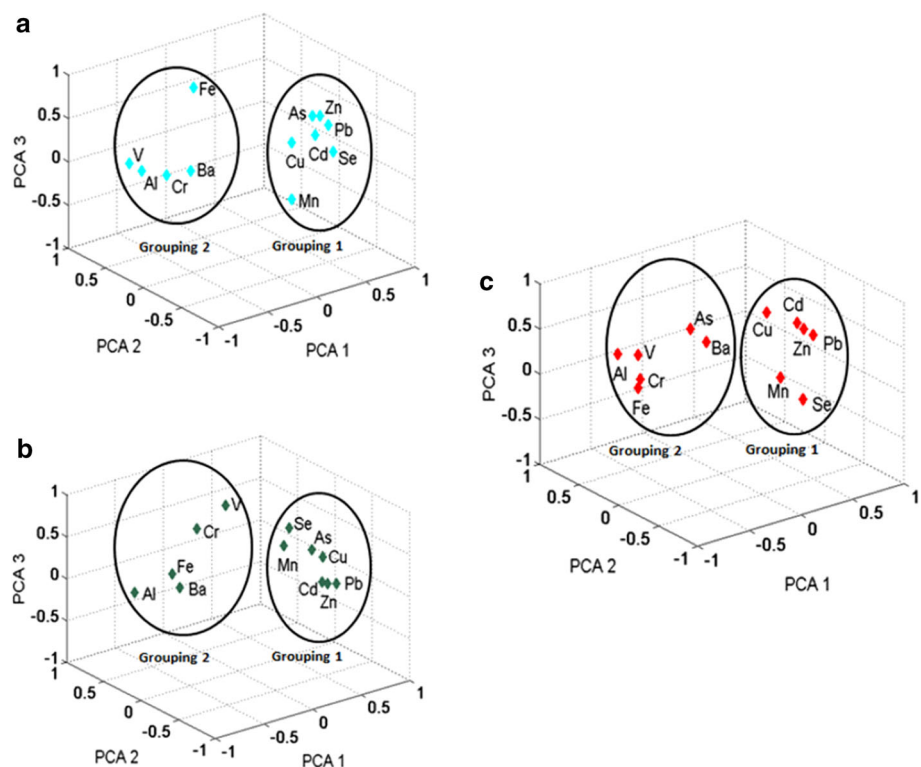 a
1
0.5
0
-0.5
-1
PCA 3
Fe
As Zn
Pb
Cu Cd Se
Mn
V
Al Cr Ba
Grouping 2 Grouping 1
1
0.5
0
-0.5
-1
PCA 2
-1
-0.5
0
0.5
1
PCA 1
b
1
0.5
0
-0.5
-1
PCA 3
V
Cr
Fe
Al Ba
Se
As
Mn Cu
Cd Pb
Zn
Grouping 2 Grouping 1
1
0.5
0
-0.5
-1
PCA 2
-1
-0.5
0
0.5
1
PCA 1
c
1
0.5
0
-0.5
-1
PCA 3
As
Ba
V
Al Cr
Fe
Cd
Cu
Zn Pb
Mn
Se
Grouping 2 Grouping 1
1
0.5
0
-0.5
-1
PCA 2
-1
-0.5
0
0.5
1
PCA 1